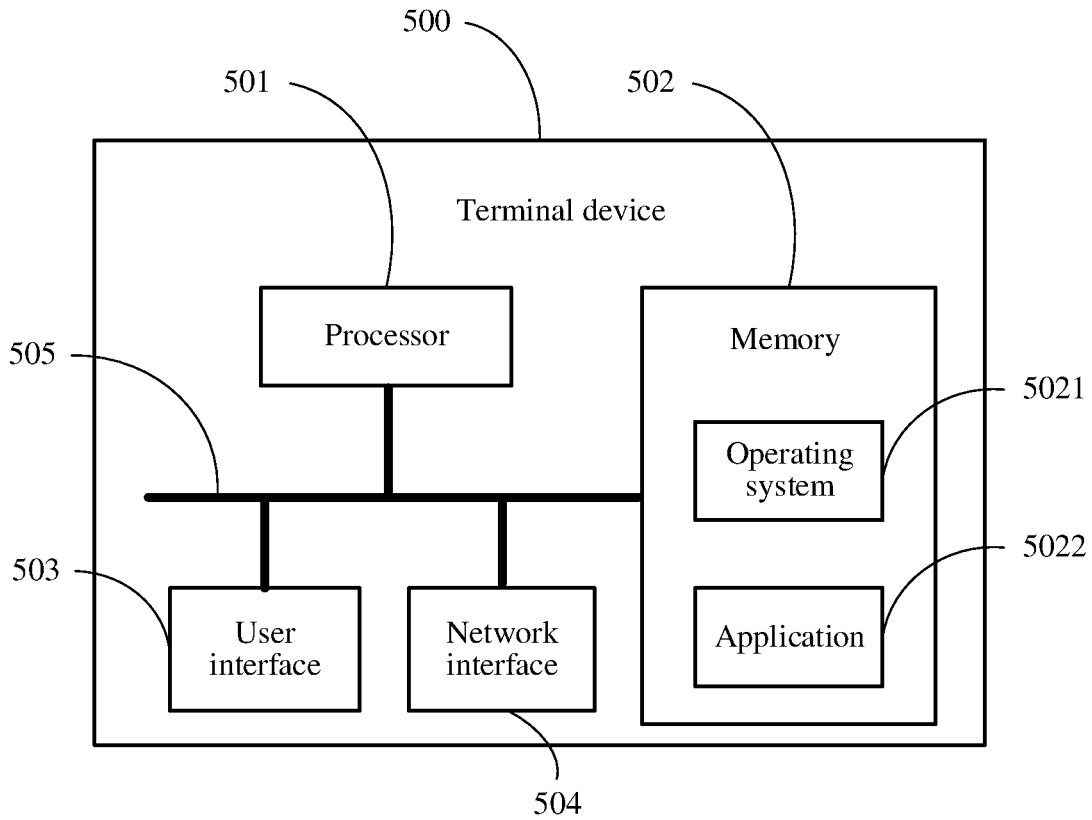 500
501
502
Terminal device
Processor
Memory
505
5021
Operating
system
503
5022
User
interface
Network
interface
Application
504